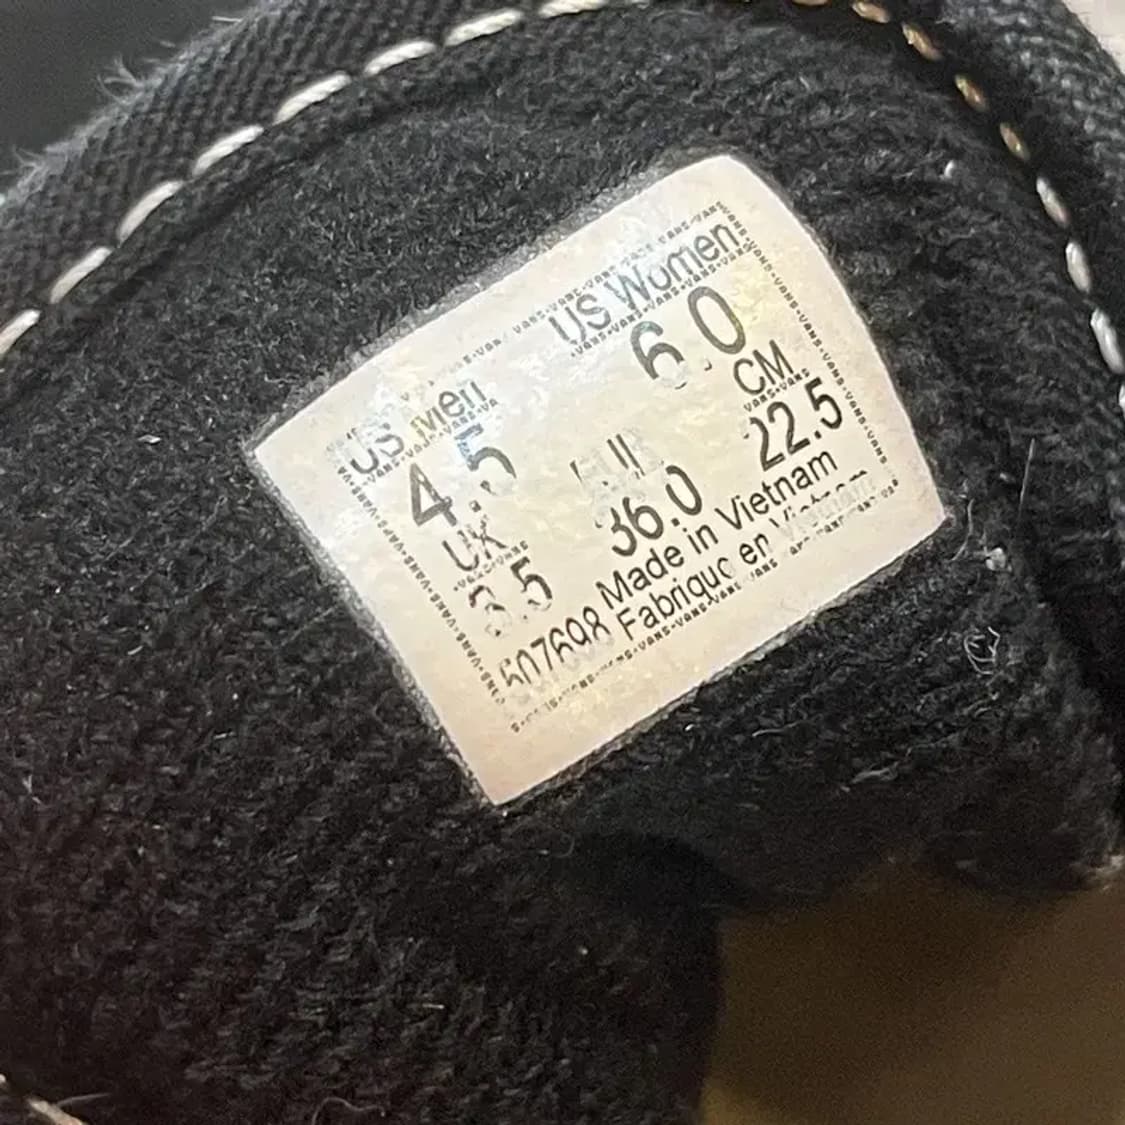 US Men
4.5
UK
3.5
507698
US Women
6.0
36.0
CM
22.5
Made in Vietnam
Fabriqué en Vietnam